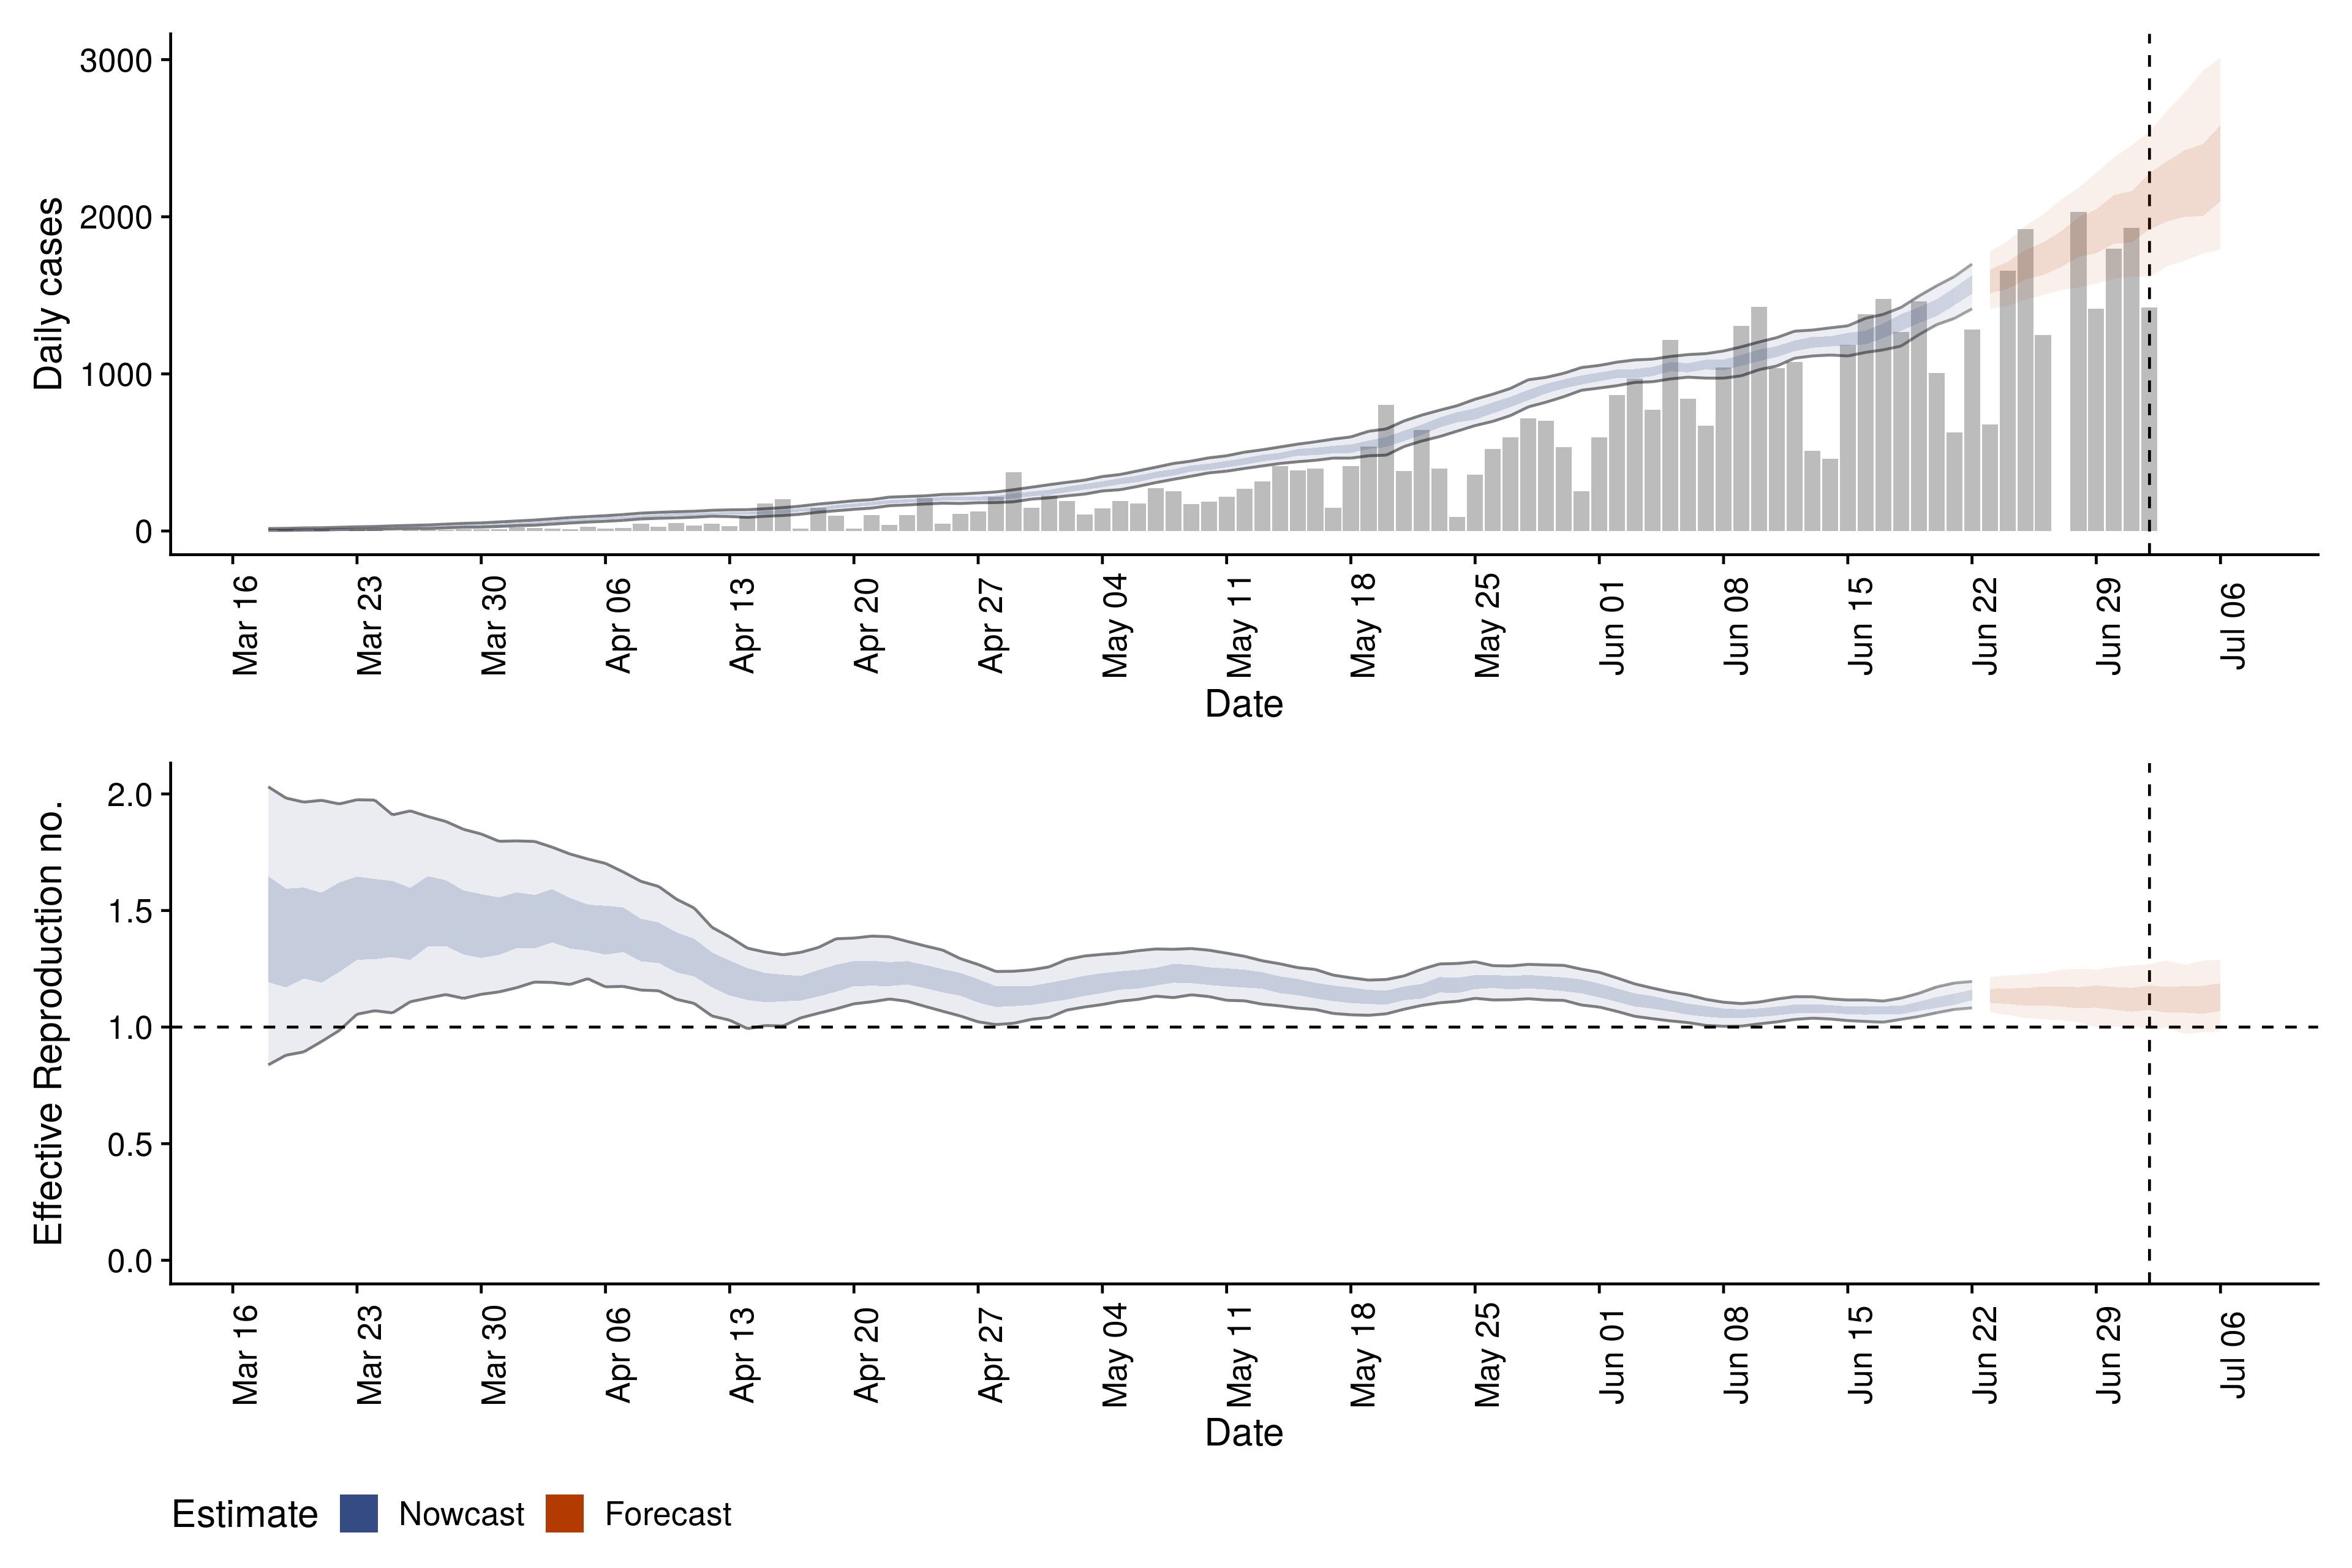 Daily cases
3000
2000
1000
0
Mar 16
Mar 23
Mar 30
Apr 06
Apr 13
Apr 20
Apr 27
May 04
May 11
May 18
May 25
Jun 01
Jun 08
Jun 15
Jun 22
Jun 29
Jul 06
Date
Effective Reproduction no.
2.0
1.5
1.0
0.5
0.0
Mar 16
Mar 23
Mar 30
Apr 06
Apr 13
Apr 20
Apr 27
May 04
May 11
May 18
May 25
Jun 01
Jun 08
Jun 15
Jun 22
Jun 29
Jul 06
Date
Estimate Nowcast Forecast